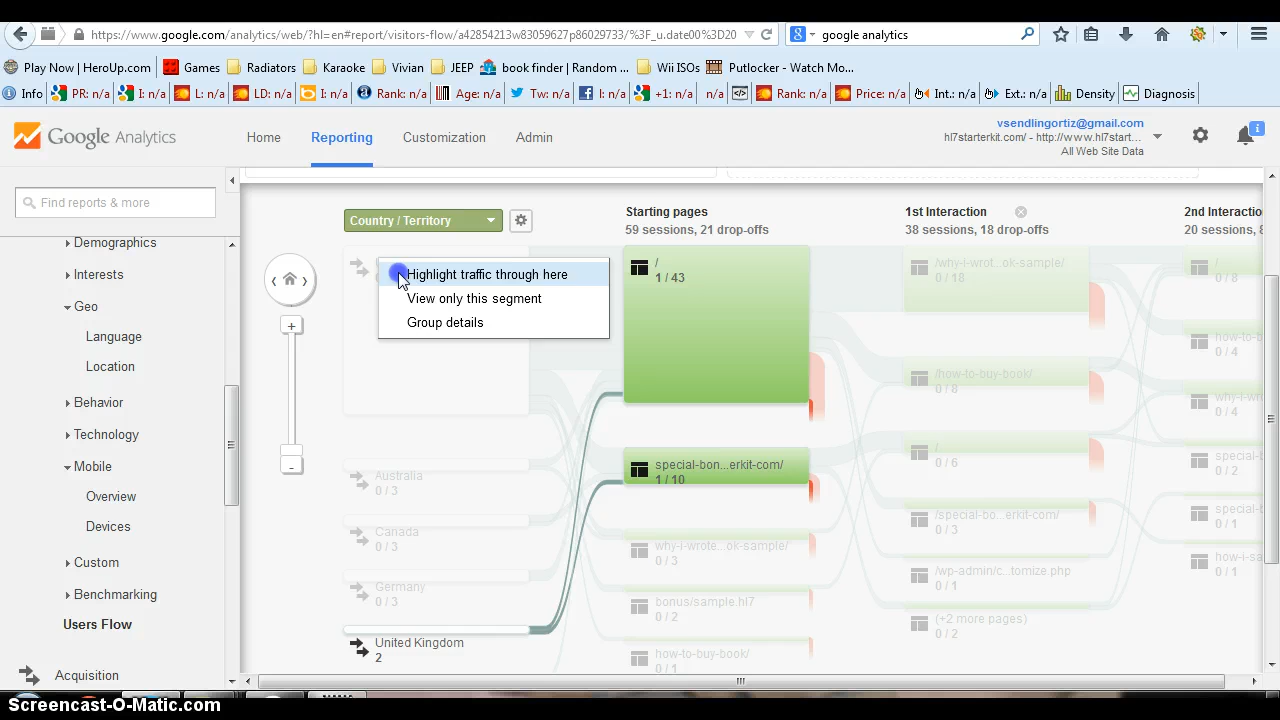 https://www.google.com/analytics/web/?hl=en#report/visitors-flow/a42854213w83059627p86029733/%3F_u.date00%3D20
google analytics
Play Now | HeroUp.com
Games
Radiators
Karaoke
Vivian
JEEP
book finder | Random ...
Wii ISOs
Putlocker - Watch Mo...
Info
PR: n/a
I: n/a
L: n/a
LD: n/a
I: n/a
Rank: n/a
Age: n/a
Tw: n/a
I: n/a
+1: n/a
n/a
Rank: n/a
Price: n/a
Int.: n/a
Ext.: n/a
Density
Diagnosis
Google Analytics
Home
Reporting
Customization
Admin
vsendlingortiz@gmail.com
hl7starterkit.com/ - http://www.hl7start...
All Web Site Data
Find reports & more
Demographics
Interests
Geo
Language
Location
Behavior
Technology
Mobile
Overview
Devices
Custom
Benchmarking
Users Flow
Acquisition
Country / Territory
Highlight traffic through here
View only this segment
Group details
Australia
0 / 3
Canada
0 / 3
Germany
0 / 3
United Kingdom
2
Starting pages
59 sessions, 21 drop-offs
/
1 / 43
special-bon...erkit-com/
1 / 10
why-i-wrote...ok-sample/
0 / 3
bonus/sample.hl7
0 / 2
how-to-buy-book/
0 / 1
1st Interaction
38 sessions, 18 drop-offs
/why-i-wrot...ok-sample/
0 / 18
/how-to-buy-book/
0 / 8
/
0 / 6
/special-bo...erkit-com/
0 / 3
/wp-admin/c...tomize.php
0 / 1
(+2 more pages)
0 / 2
2nd Interactio
20 sessions, 8
/
0 / 8
how-to-b
0 / 4
why-i-w
0 / 4
special-b
0 / 2
special-b
0 / 1
how-i-sa
0 / 1
Screencast-O-Matic.com